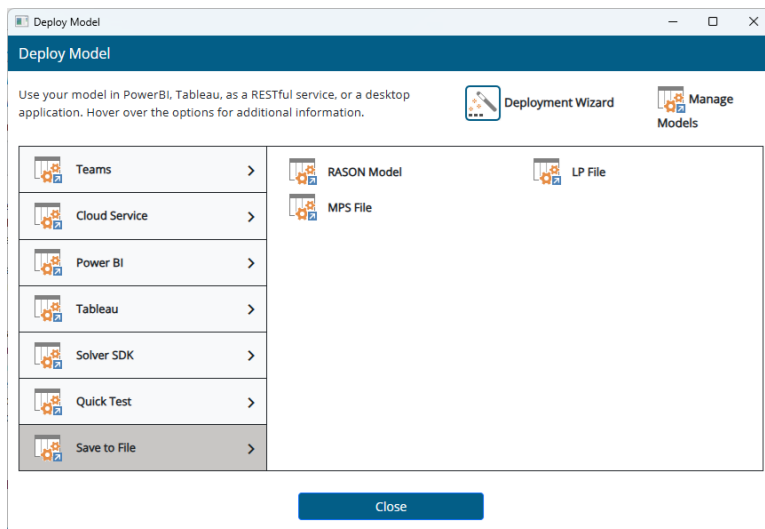 Deploy Model
Deploy Model
Use your model in PowerBI, Tableau, as a RESTful service, or a desktop
application. Hover over the options for additional information.
Deployment Wizard
Manage
Models
Teams
Cloud Service
Power BI
Tableau
Solver SDK
Quick Test
Save to File
RASON Model
LP File
MPS File
Close